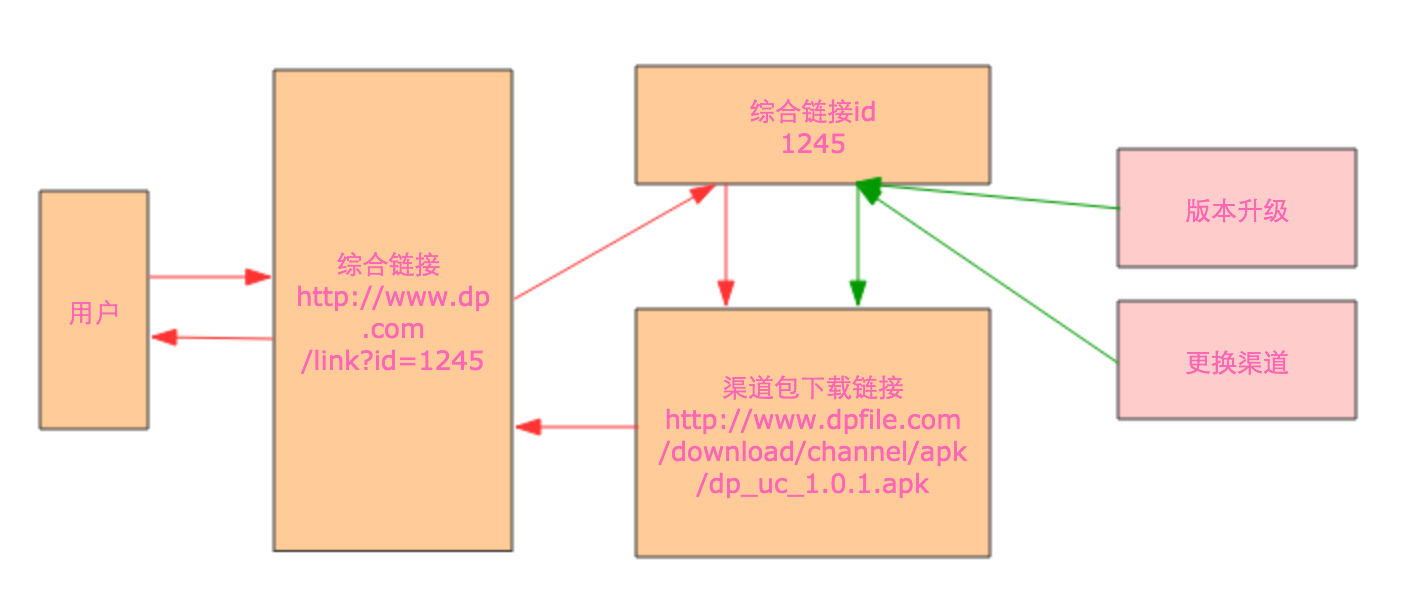 用户
综合链接
http://www.dp
.com
/link?id=1245
综合链接id
1245
渠道包下载链接
http://www.dpfile.com
/download/channel/apk
/dp_uc_1.0.1.apk
版本升级
更换渠道